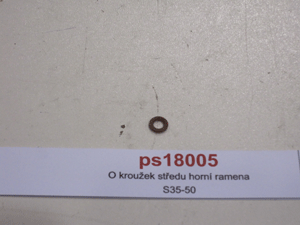 ps18005
O kroužek středu horní ramena
S35-50